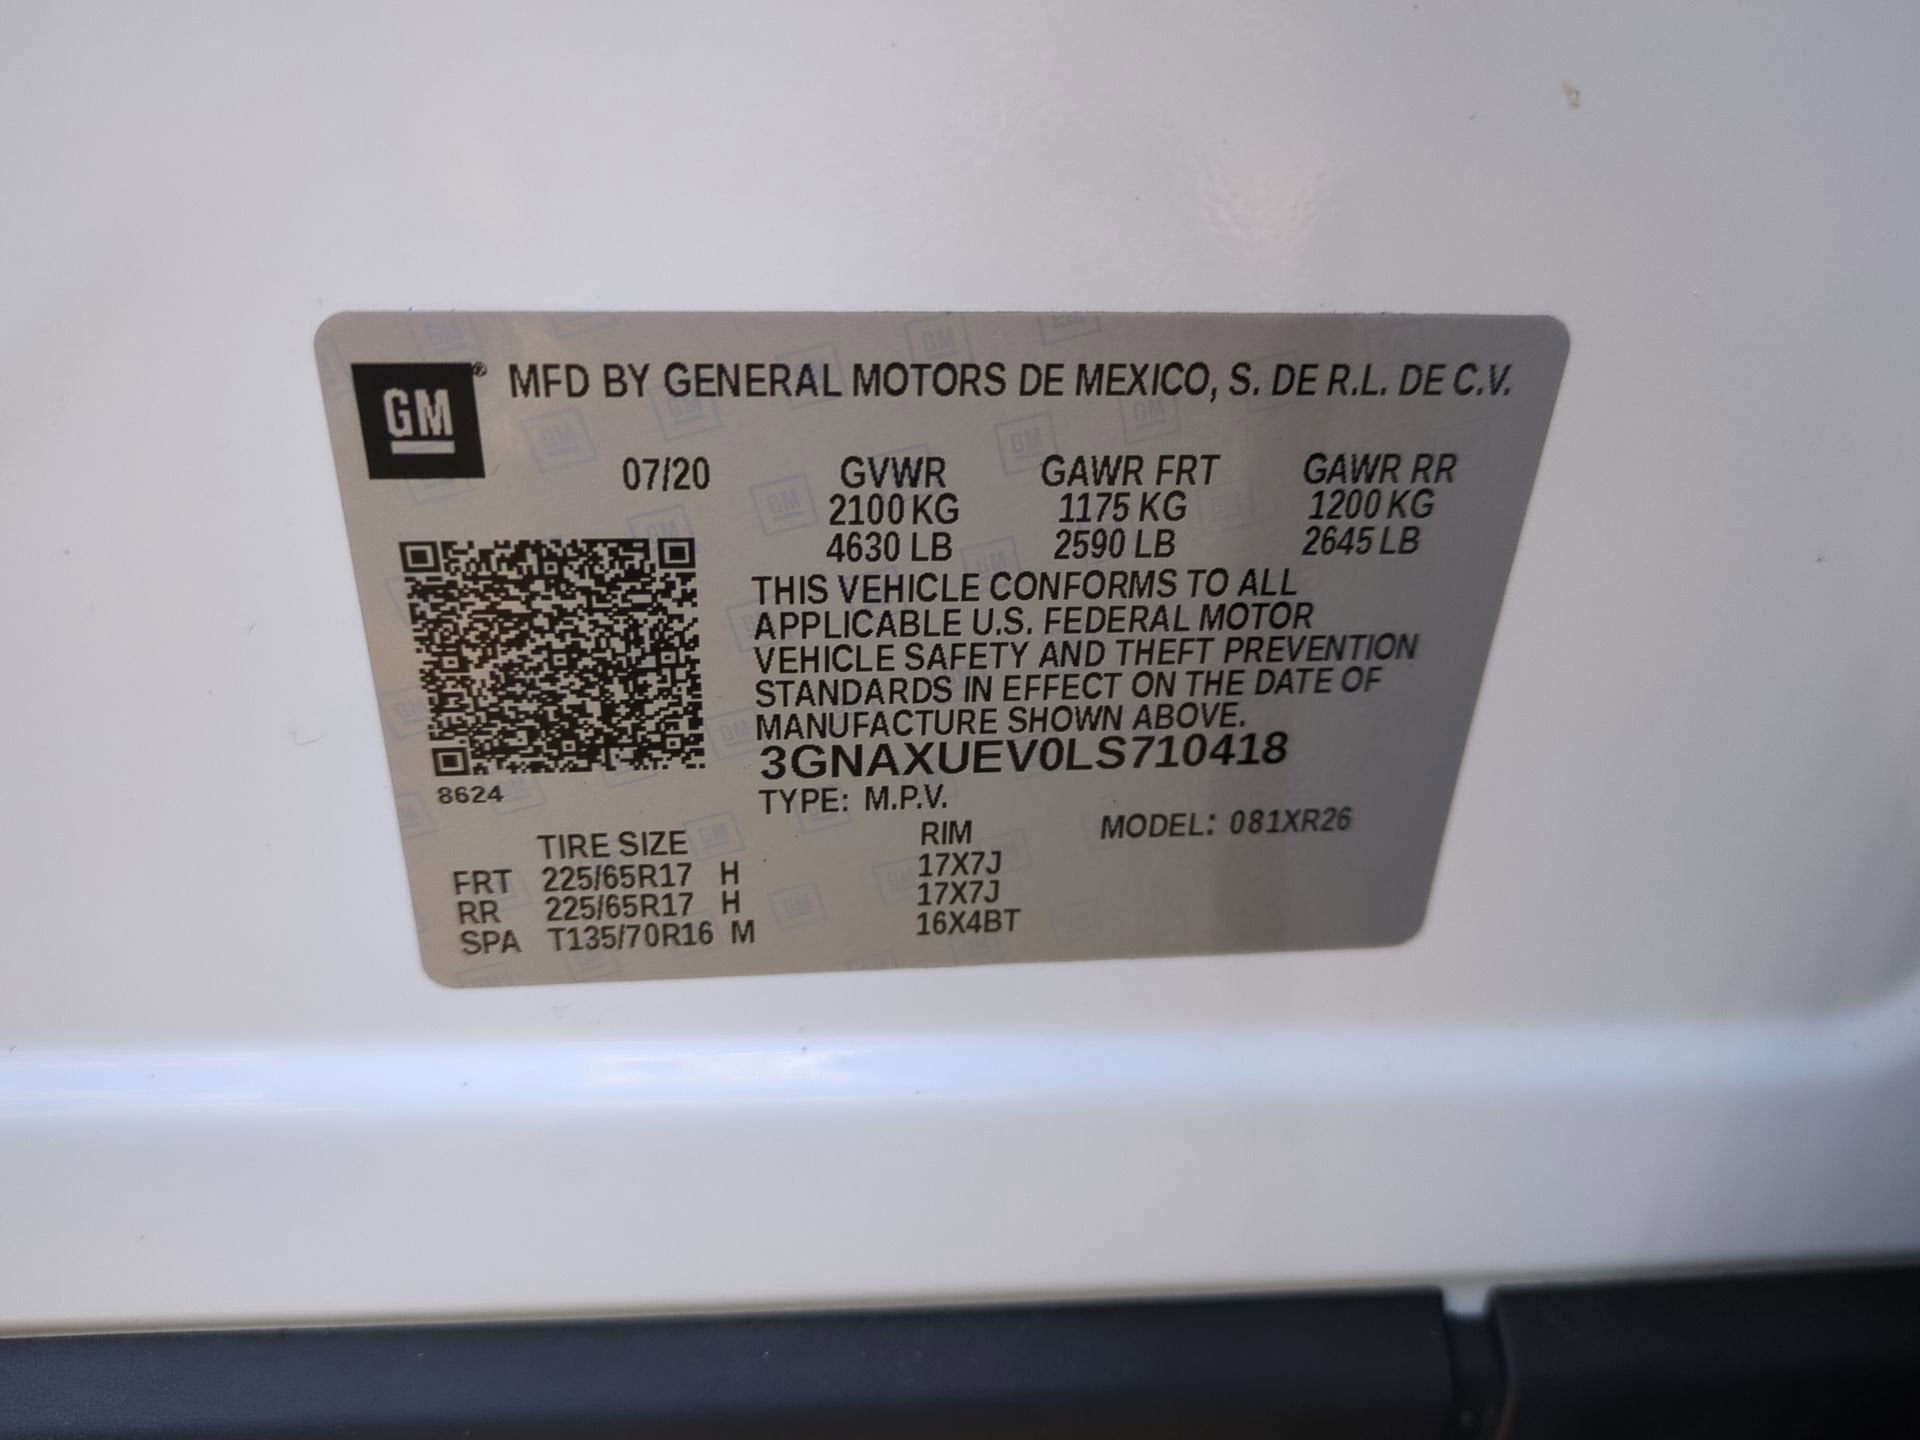 GM® MFD BY GENERAL MOTORS DE MEXICO, S. DE R.L. DE C.V.
07/20 GVWR GAWR FRT GAWR RR
2100 KG 1175 KG 1200 KG
4630 LB 2590 LB 2645 LB
THIS VEHICLE CONFORMS TO ALL
APPLICABLE U.S. FEDERAL MOTOR
VEHICLE SAFETY AND THEFT PREVENTION
STANDARDS IN EFFECT ON THE DATE OF
MANUFACTURE SHOWN ABOVE.
3GNAXUEV0LS710418
8624
TYPE: M.P.V.
MODEL: 081XR26
TIRE SIZE RIM
FRT 225/65R17 H 17X7J
RR 225/65R17 H 17X7J
SPA T135/70R16 M 16X4BT